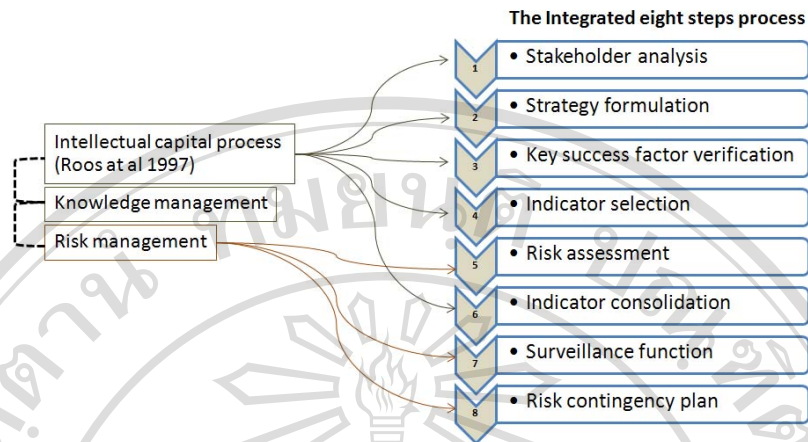 The Integrated eight steps process
1
• Stakeholder analysis
2
• Strategy formulation
3
• Key success factor verification
4
• Indicator selection
5
• Risk assessment
6
• Indicator consolidation
7
• Surveillance function
8
• Risk contingency plan
Intellectual capital process
(Roos at al 1997)
Knowledge management
Risk management